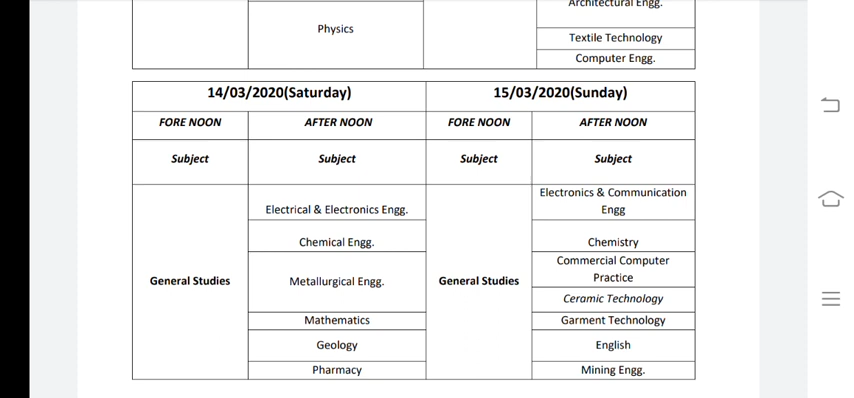 Architectural Engg.
Physics
Textile Technology
Computer Engg.
14/03/2020(Saturday) 15/03/2020(Sunday)
FORE NOON AFTER NOON FORE NOON AFTER NOON
Subject Subject Subject Subject
Electrical & Electronics Engg. Electronics & Communication
Engg
Chemical Engg. Chemistry
General Studies Metallurgical Engg. General Studies Commercial Computer
Practice
Ceramic Technology
Mathematics Garment Technology
Geology English
Pharmacy Mining Engg.